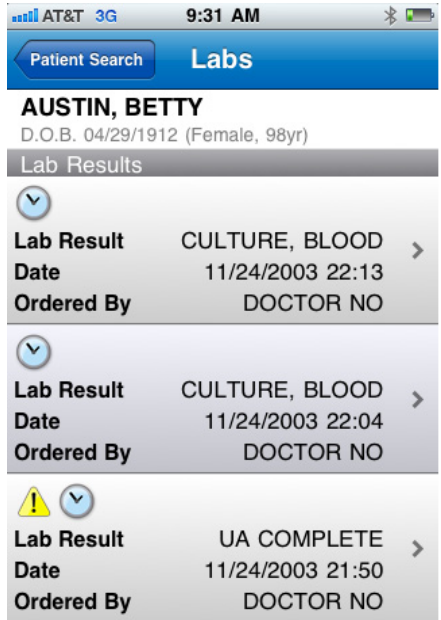 AT&T 3G 9:31 AM
Patient Search Labs
AUSTIN, BETTY
D.O.B. 04/29/1912 (Female, 98yr)
Lab Results
Lab Result CULTURE, BLOOD
Date 11/24/2003 22:13
Ordered By DOCTOR NO
Lab Result CULTURE, BLOOD
Date 11/24/2003 22:04
Ordered By DOCTOR NO
Lab Result UA COMPLETE
Date 11/24/2003 21:50
Ordered By DOCTOR NO